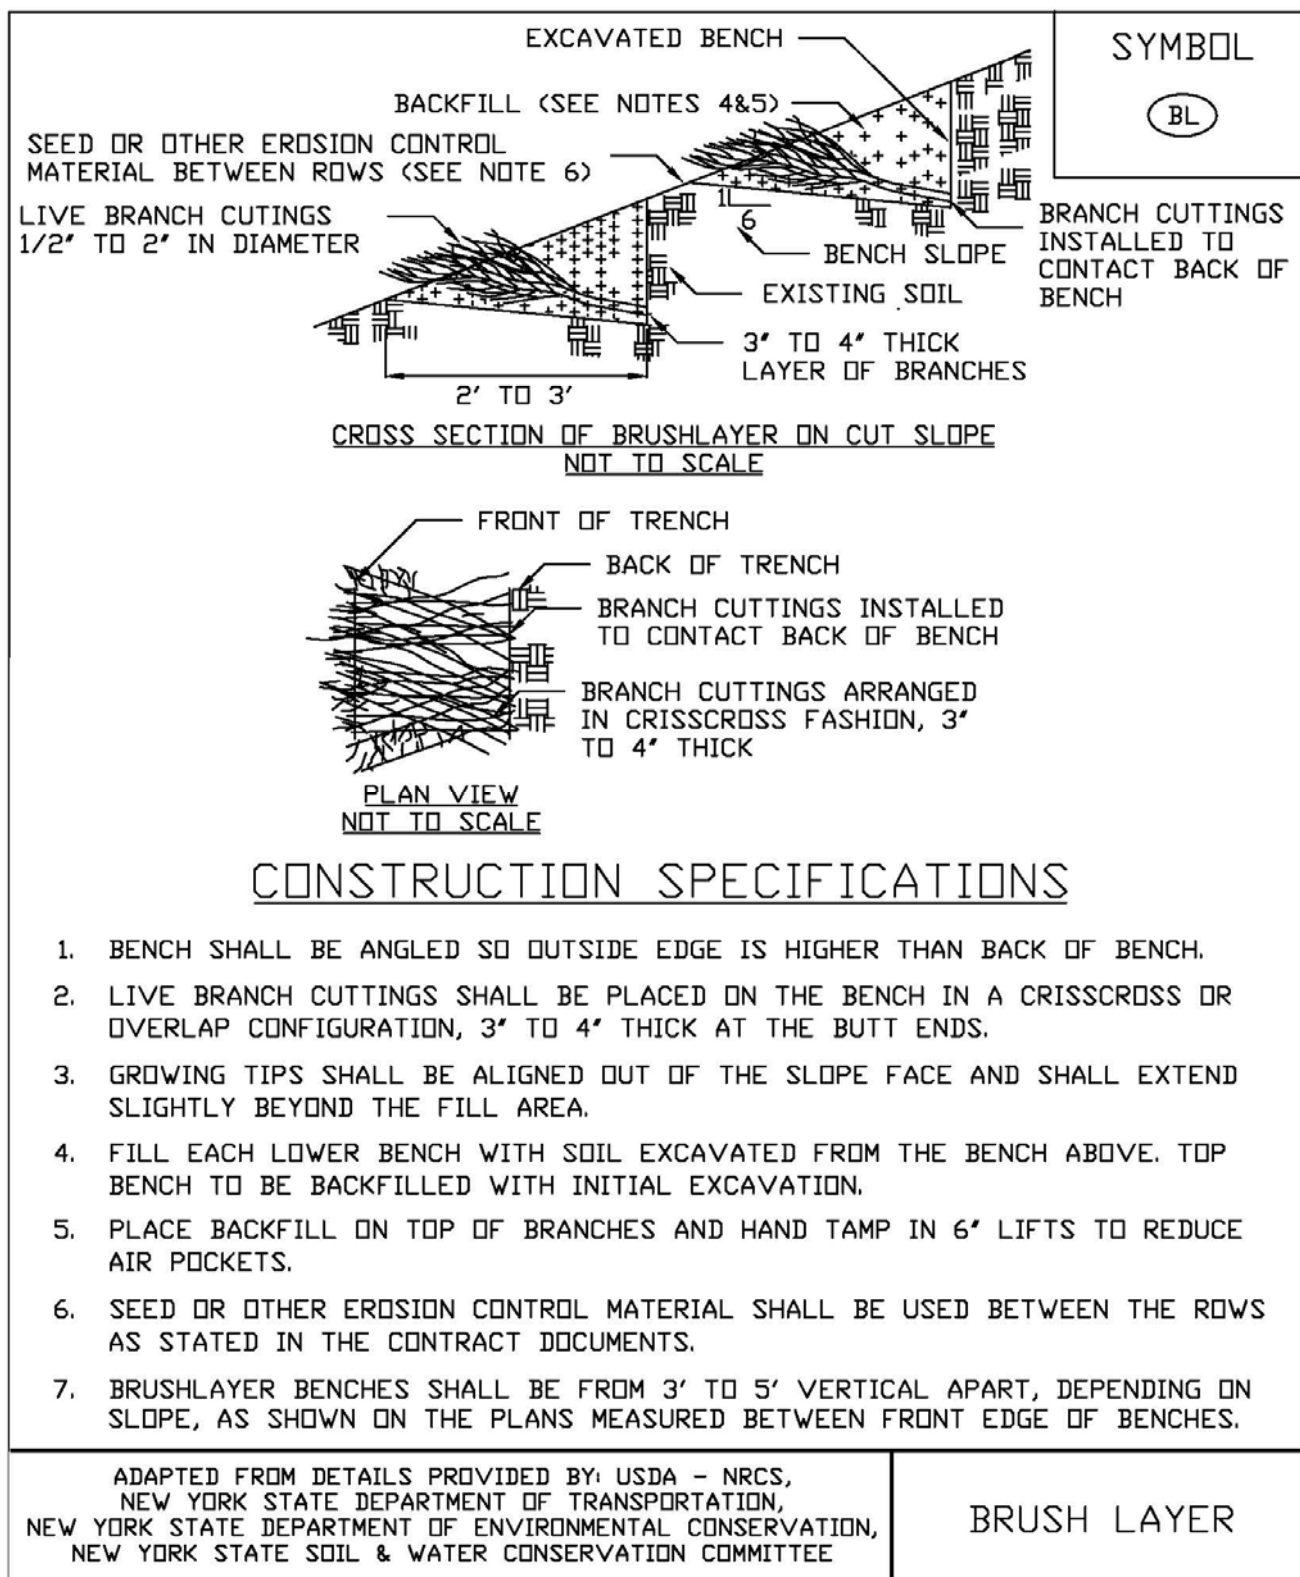 EXCAVATED BENCH
SYMBOL
BL
BACKFILL (SEE NOTES 4&5)
SEED OR OTHER EROSION CONTROL
MATERIAL BETWEEN ROWS (SEE NOTE 6)
LIVE BRANCH CUTINGS
1/2" TO 2" IN DIAMETER
1
6
BENCH SLOPE
BRANCH CUTTINGS
INSTALLED TO
CONTACT BACK OF
BENCH
EXISTING SOIL
3" TO 4" THICK
LAYER OF BRANCHES
2' TO 3'
CROSS SECTION OF BRUSHLAYER ON CUT SLOPE
NOT TO SCALE
FRONT OF TRENCH
BACK OF TRENCH
BRANCH CUTTINGS INSTALLED
TO CONTACT BACK OF BENCH
BRANCH CUTTINGS ARRANGED
IN CRISSCROSS FASHION, 3"
TO 4" THICK
PLAN VIEW
NOT TO SCALE
CONSTRUCTION SPECIFICATIONS
1. BENCH SHALL BE ANGLED SO OUTSIDE EDGE IS HIGHER THAN BACK OF BENCH.
2. LIVE BRANCH CUTTINGS SHALL BE PLACED ON THE BENCH IN A CRISSCROSS OR
OVERLAP CONFIGURATION, 3" TO 4" THICK AT THE BUTT ENDS.
3. GROWING TIPS SHALL BE ALIGNED OUT OF THE SLOPE FACE AND SHALL EXTEND
SLIGHTLY BEYOND THE FILL AREA.
4. FILL EACH LOWER BENCH WITH SOIL EXCAVATED FROM THE BENCH ABOVE. TOP
BENCH TO BE BACKFILLED WITH INITIAL EXCAVATION.
5. PLACE BACKFILL ON TOP OF BRANCHES AND HAND TAMP IN 6" LIFTS TO REDUCE
AIR POCKETS.
6. SEED OR OTHER EROSION CONTROL MATERIAL SHALL BE USED BETWEEN THE ROWS
AS STATED IN THE CONTRACT DOCUMENTS.
7. BRUSHLAYER BENCHES SHALL BE FROM 3' TO 5' VERTICAL APART, DEPENDING ON
SLOPE, AS SHOWN ON THE PLANS MEASURED BETWEEN FRONT EDGE OF BENCHES.
ADAPTED FROM DETAILS PROVIDED BY: USDA - NRCS,
NEW YORK STATE DEPARTMENT OF TRANSPORTATION,
NEW YORK STATE DEPARTMENT OF ENVIRONMENTAL CONSERVATION,
NEW YORK STATE SOIL & WATER CONSERVATION COMMITTEE
BRUSH LAYER